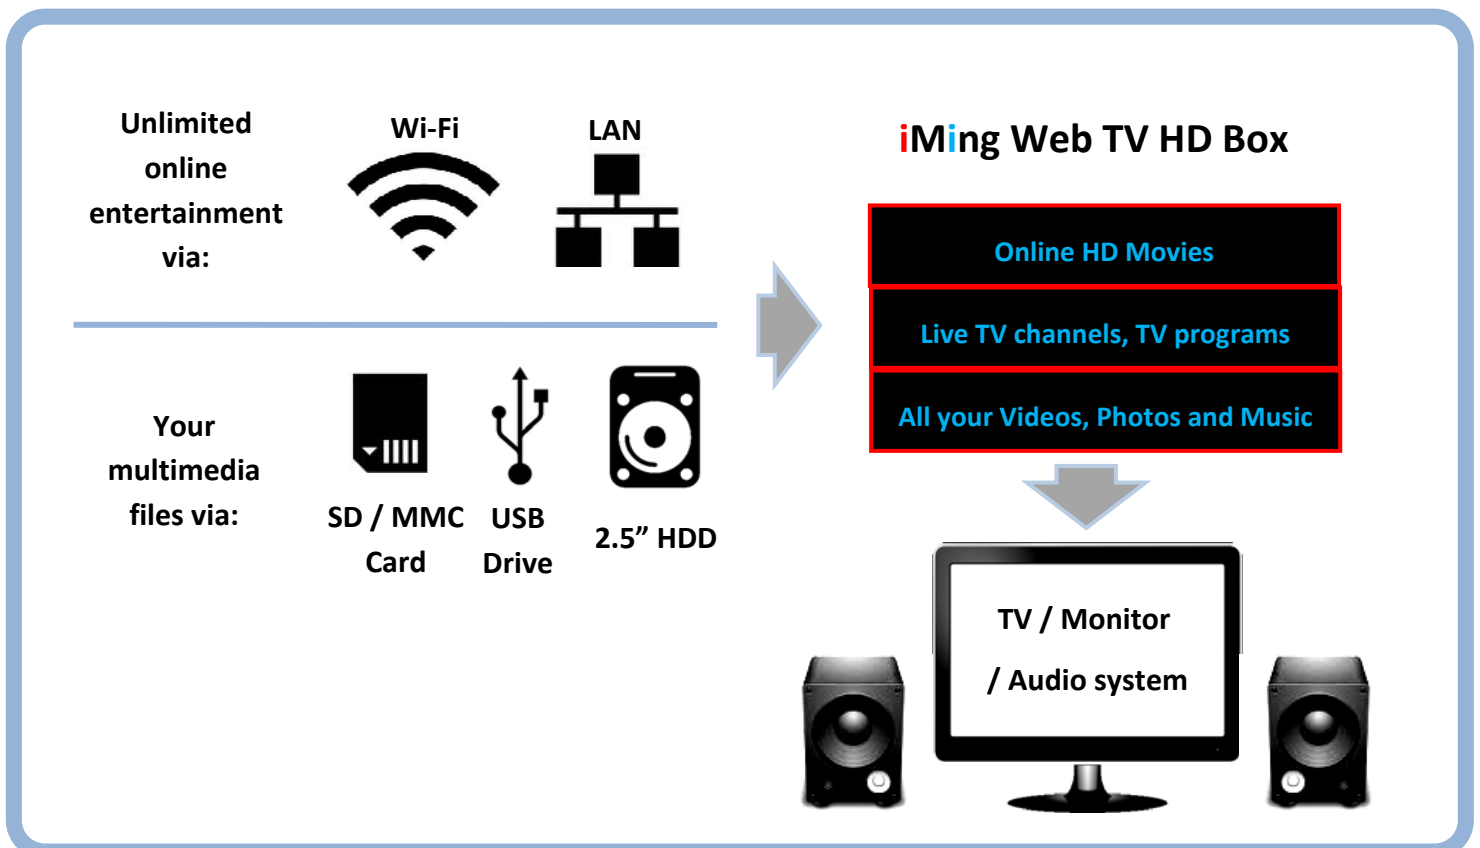 Unlimited
online
entertainment
via:
Wi-Fi
LAN
Your
multimedia
files via:
SD / MMC
Card
USB
Drive
2.5” HDD
iMing Web TV HD Box
Online HD Movies
Live TV channels, TV programs
All your Videos, Photos and Music
TV / Monitor
/ Audio system